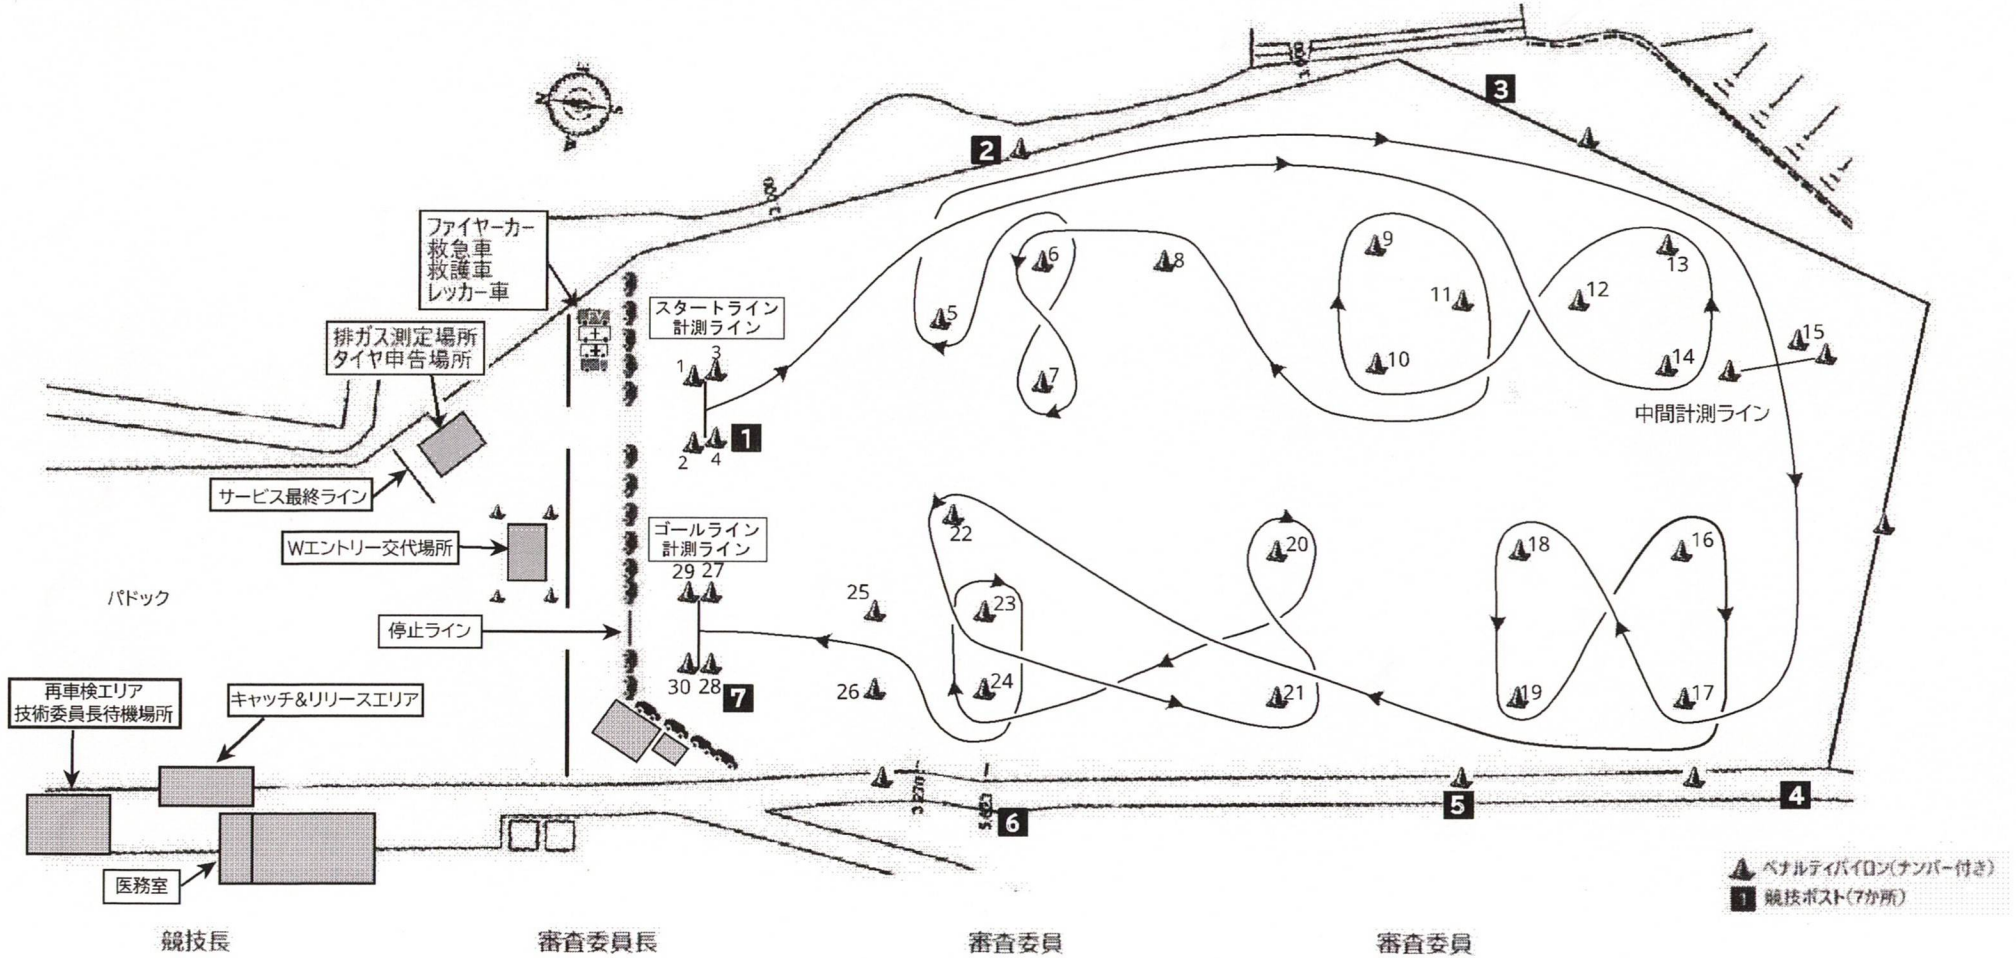 E
N
S
3
2
ファイヤーカー
救急車
救護車
レッカー車
FV
スタートライン
計測ライン
排ガス測定場所
タイヤ申告場所
1
3
2
4
1
5
6
7
8
9
10
11
12
13
14
15
中間計測ライン
サービス最終ライン
Wエントリー交代場所
ゴールライン
計測ライン
29
27
30
28
7
25
26
22
23
24
20
21
18
19
16
17
パドック
停止ライン
再車検エリア
技術委員長待機場所
キャッチ&リリースエリア
医務室
6
5
4
ペナルティパイロン(ナンバー付き)
1 競技ポスト(7か所)
競技長
審査委員長
審査委員
審査委員